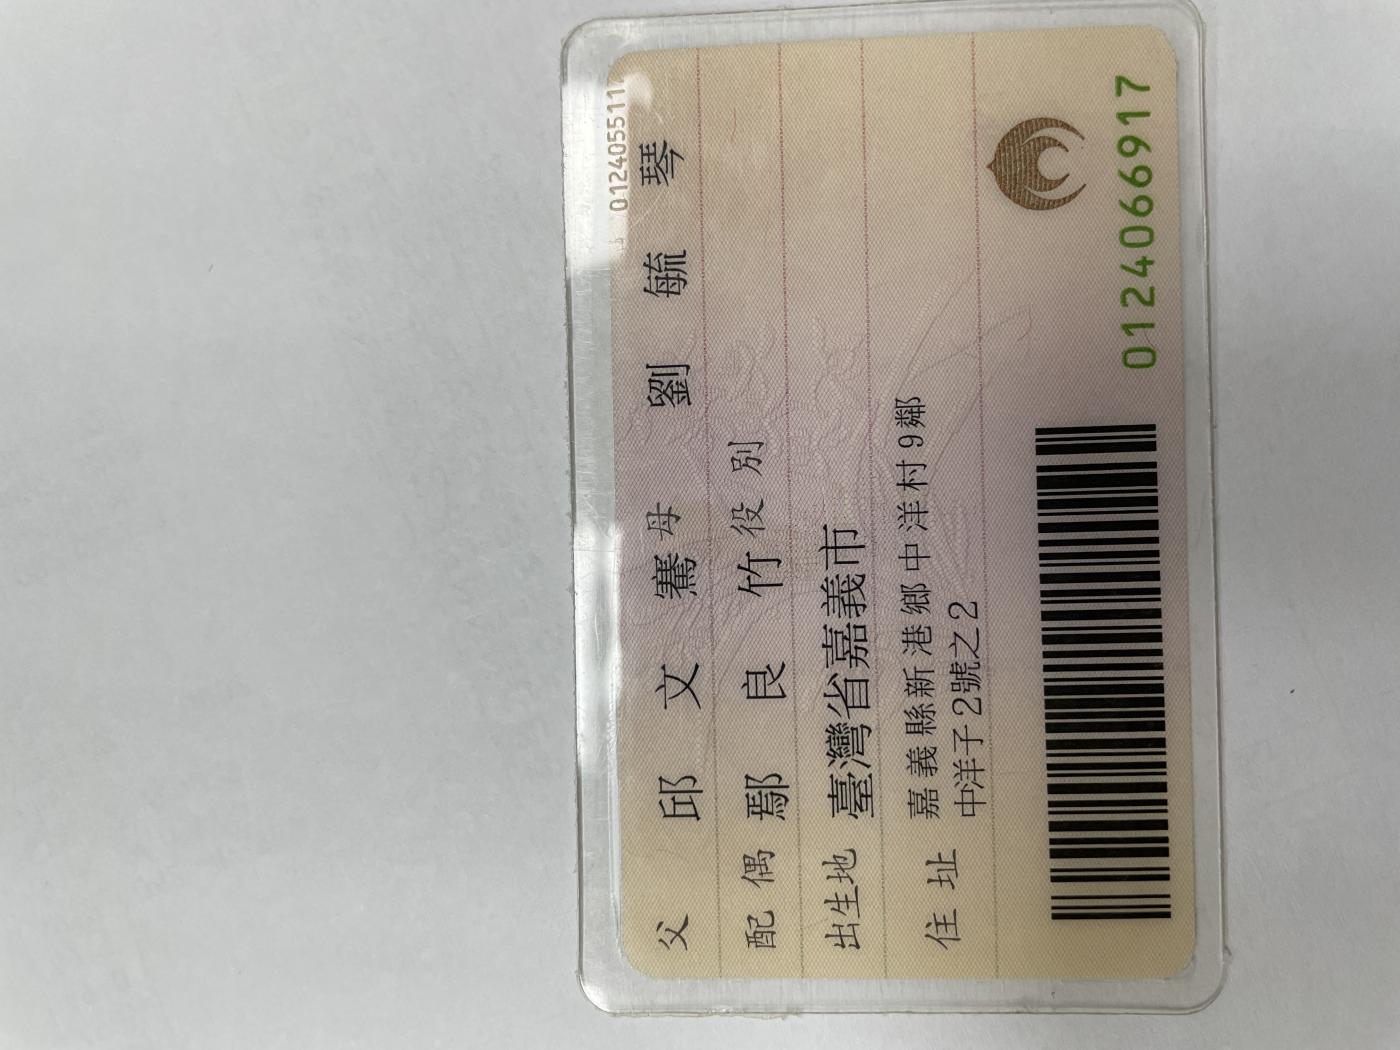 012405511
父 邱文騫 母 劉毓琴
配偶 鄢良竹 役別
出生地 臺灣省嘉義市
住址 嘉義縣新港鄉中洋村9鄰
中洋子2號之2
0124066917